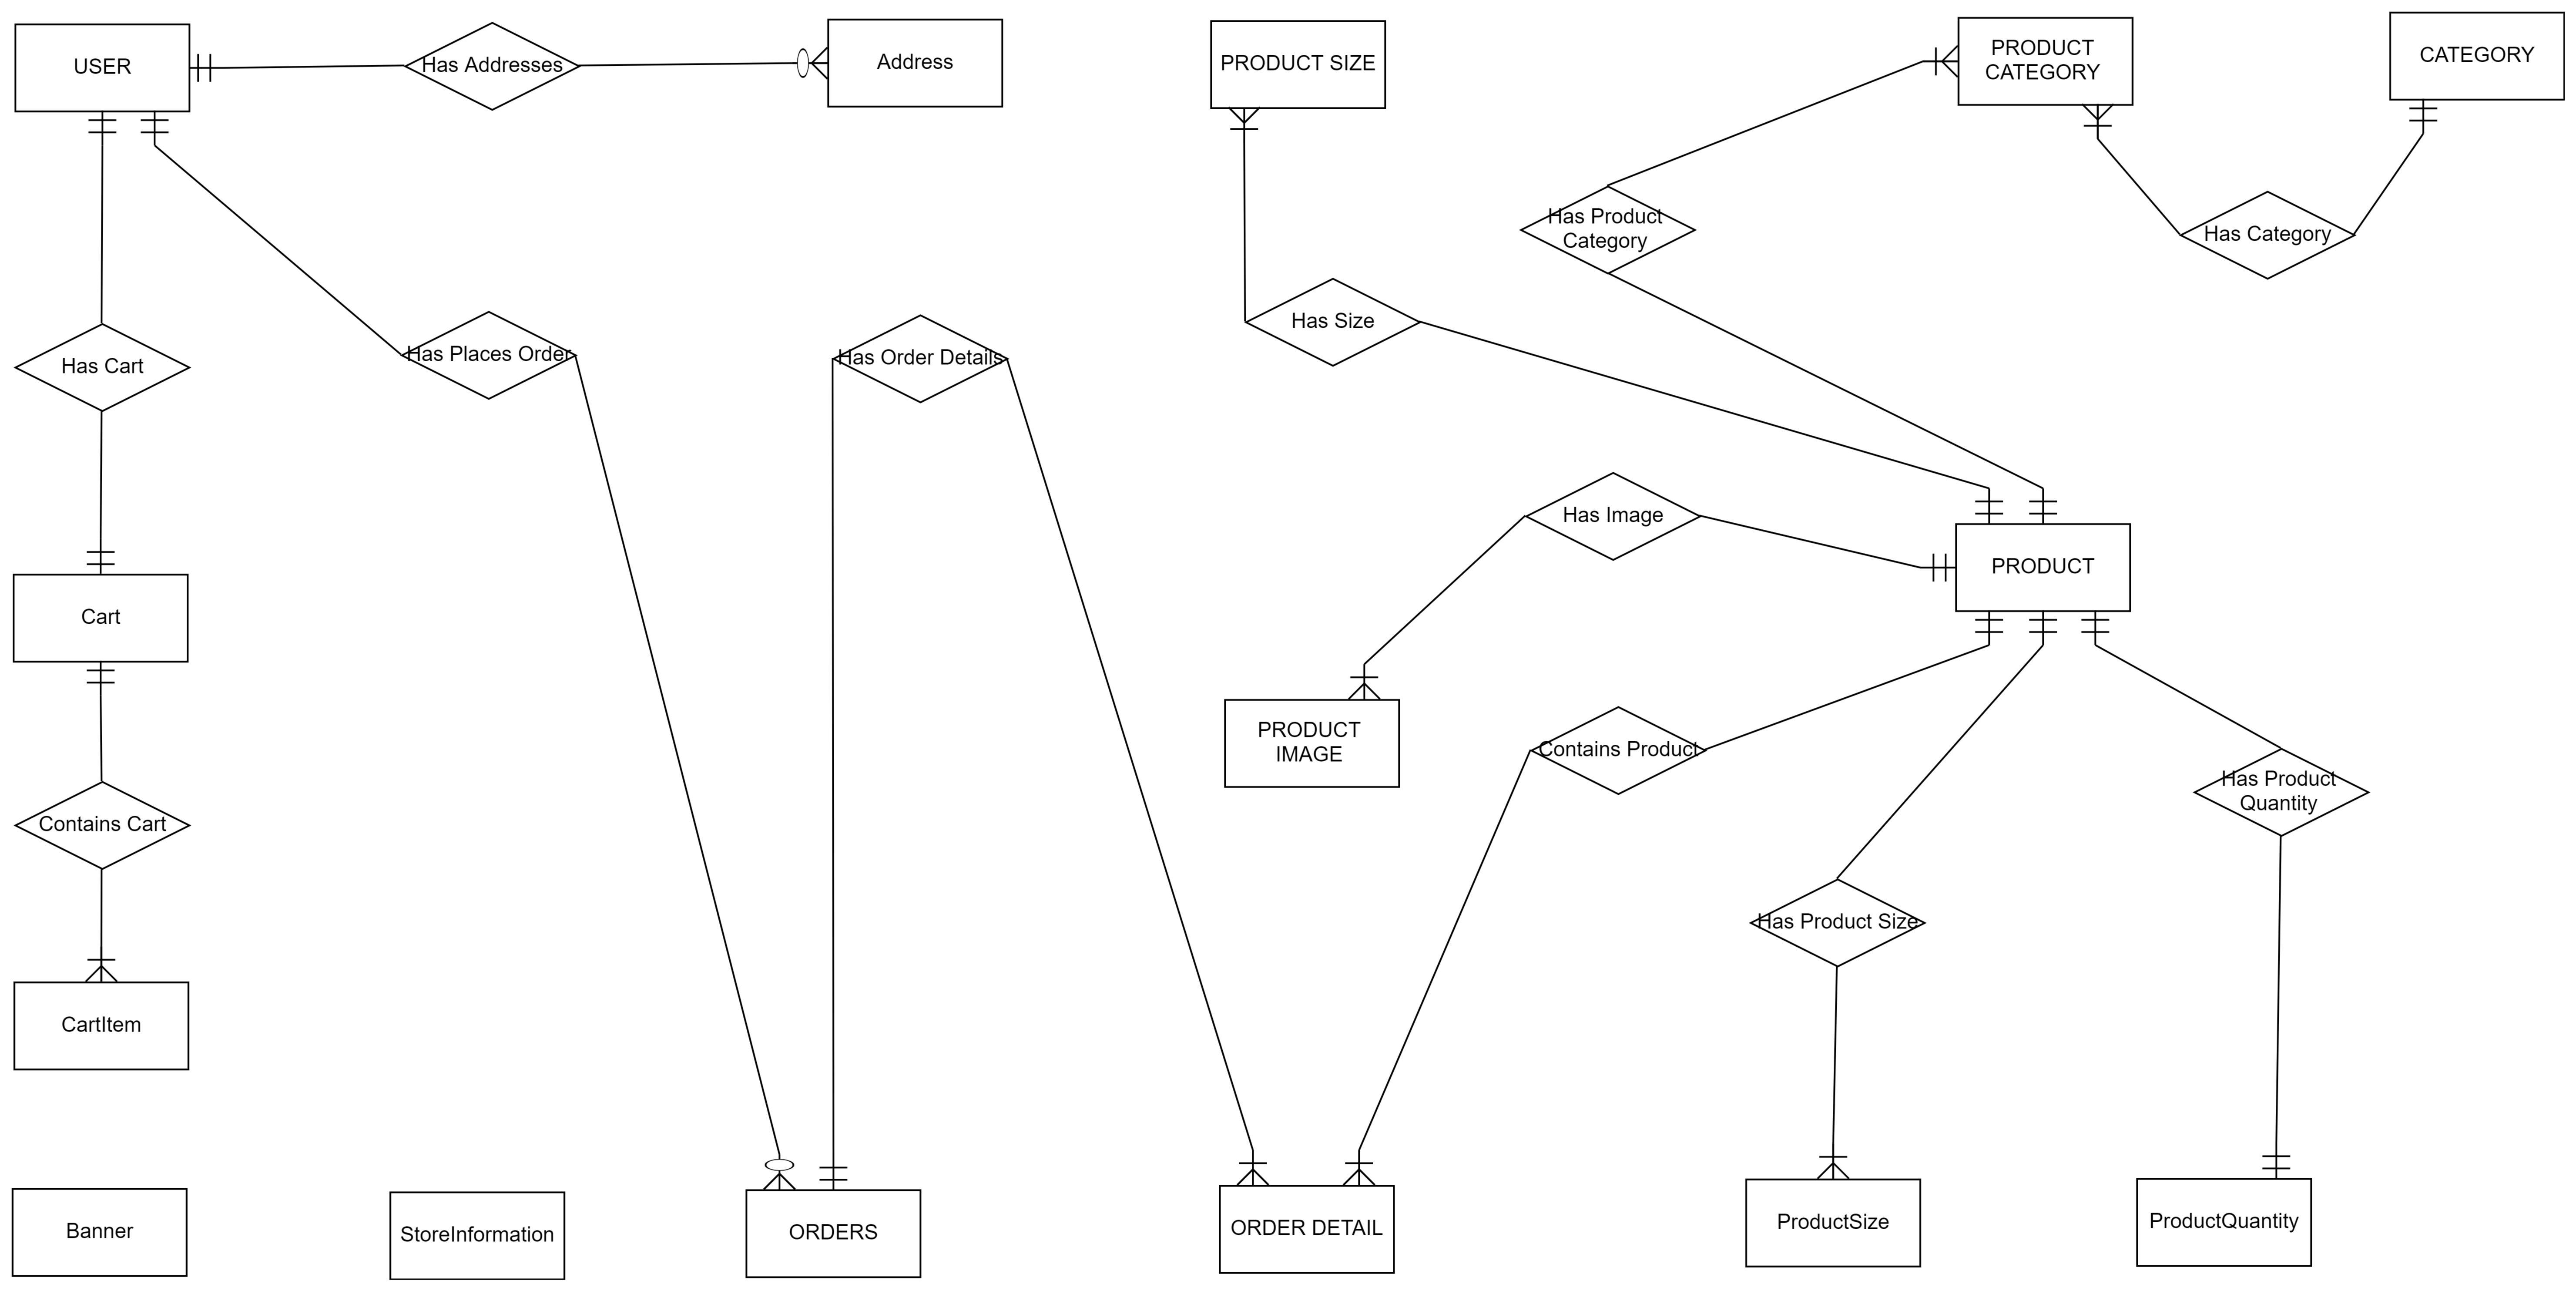 USER
Has Addresses
Address
PRODUCT SIZE
PRODUCT
CATEGORY
CATEGORY
Has Product
Category
Has Category
Has Size
Has Cart
Has Places Order
Has Order Details
Has Image
PRODUCT
Cart
PRODUCT
IMAGE
Contains Product
Has Product
Quantity
Contains Cart
Has Product Size
CartItem
Banner
StoreInformation
ORDERS
ORDER DETAIL
ProductSize
ProductQuantity